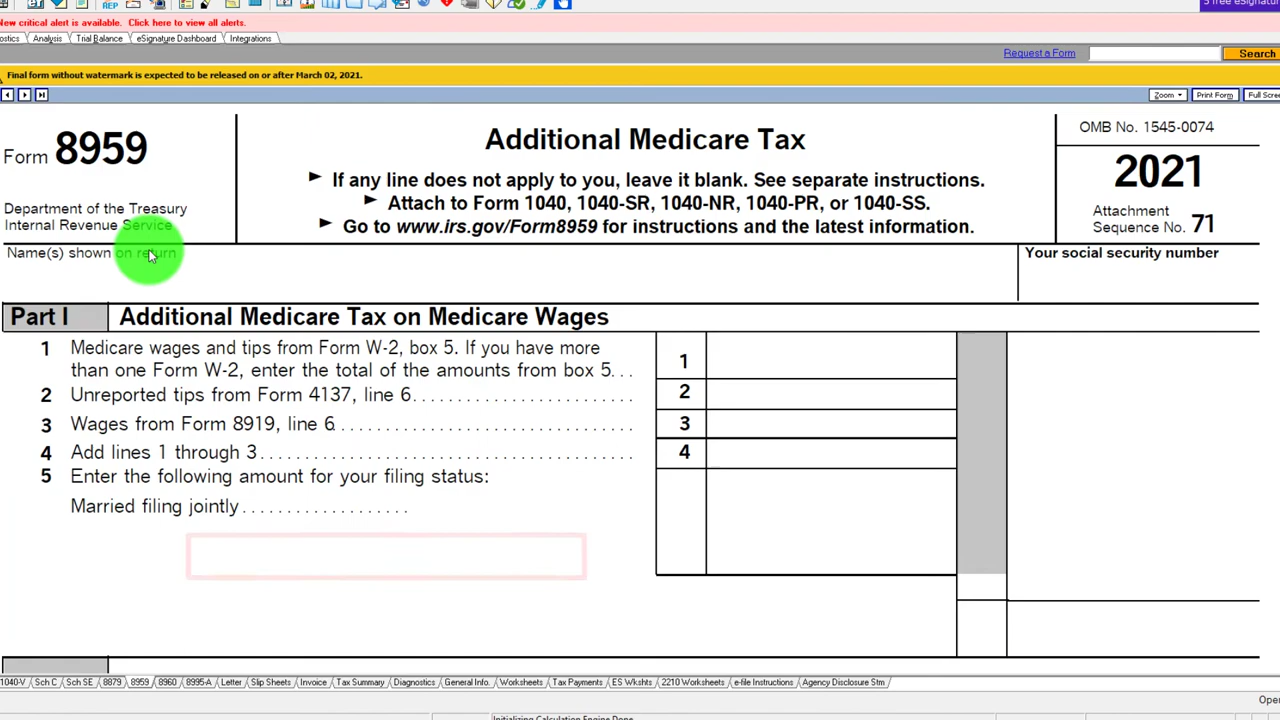 REP
5 free eSignatur
New critical alert is available. Click here to view all alerts.
ostics Analysis Trial Balance eSignature Dashboard Integrations
Request a Form Search
Final form without watermark is expected to be released on or after March 02, 2021.
Zoom Print Form Full Scre
Form 8959
Department of the Treasury
Internal Revenue Service
Additional Medicare Tax
► If any line does not apply to you, leave it blank. See separate instructions.
► Attach to Form 1040, 1040-SR, 1040-NR, 1040-PR, or 1040-SS.
► Go to www.irs.gov/Form8959 for instructions and the latest information.
OMB No. 1545-0074
2021
Attachment
Sequence No. 71
Name(s) shown on return Your social security number
Part I Additional Medicare Tax on Medicare Wages
1 Medicare wages and tips from Form W-2, box 5. If you have more
than one Form W-2, enter the total of the amounts from box 5. . . 1
2 Unreported tips from Form 4137, line 6 . . . . . . . . . . . . . . . . . . . . . . . . . 2
3 Wages from Form 8919, line 6 . . . . . . . . . . . . . . . . . . . . . . . . . . . . . . . . . 3
4 Add lines 1 through 3 . . . . . . . . . . . . . . . . . . . . . . . . . . . . . . . . . . . . . . . . . . 4
5 Enter the following amount for your filing status:
Married filing jointly . . . . . . . . . . . . . . . . . . .
1040-V Sch C Sch SE 8879 8959 8960 8995-A Letter Slip Sheets Invoice Tax Summary Diagnostics General Info. Worksheets Tax Payments ES Wkshts 2210 Worksheets e-file Instructions Agency Disclosure Stm
Open
Initializing Calculation Engine Done